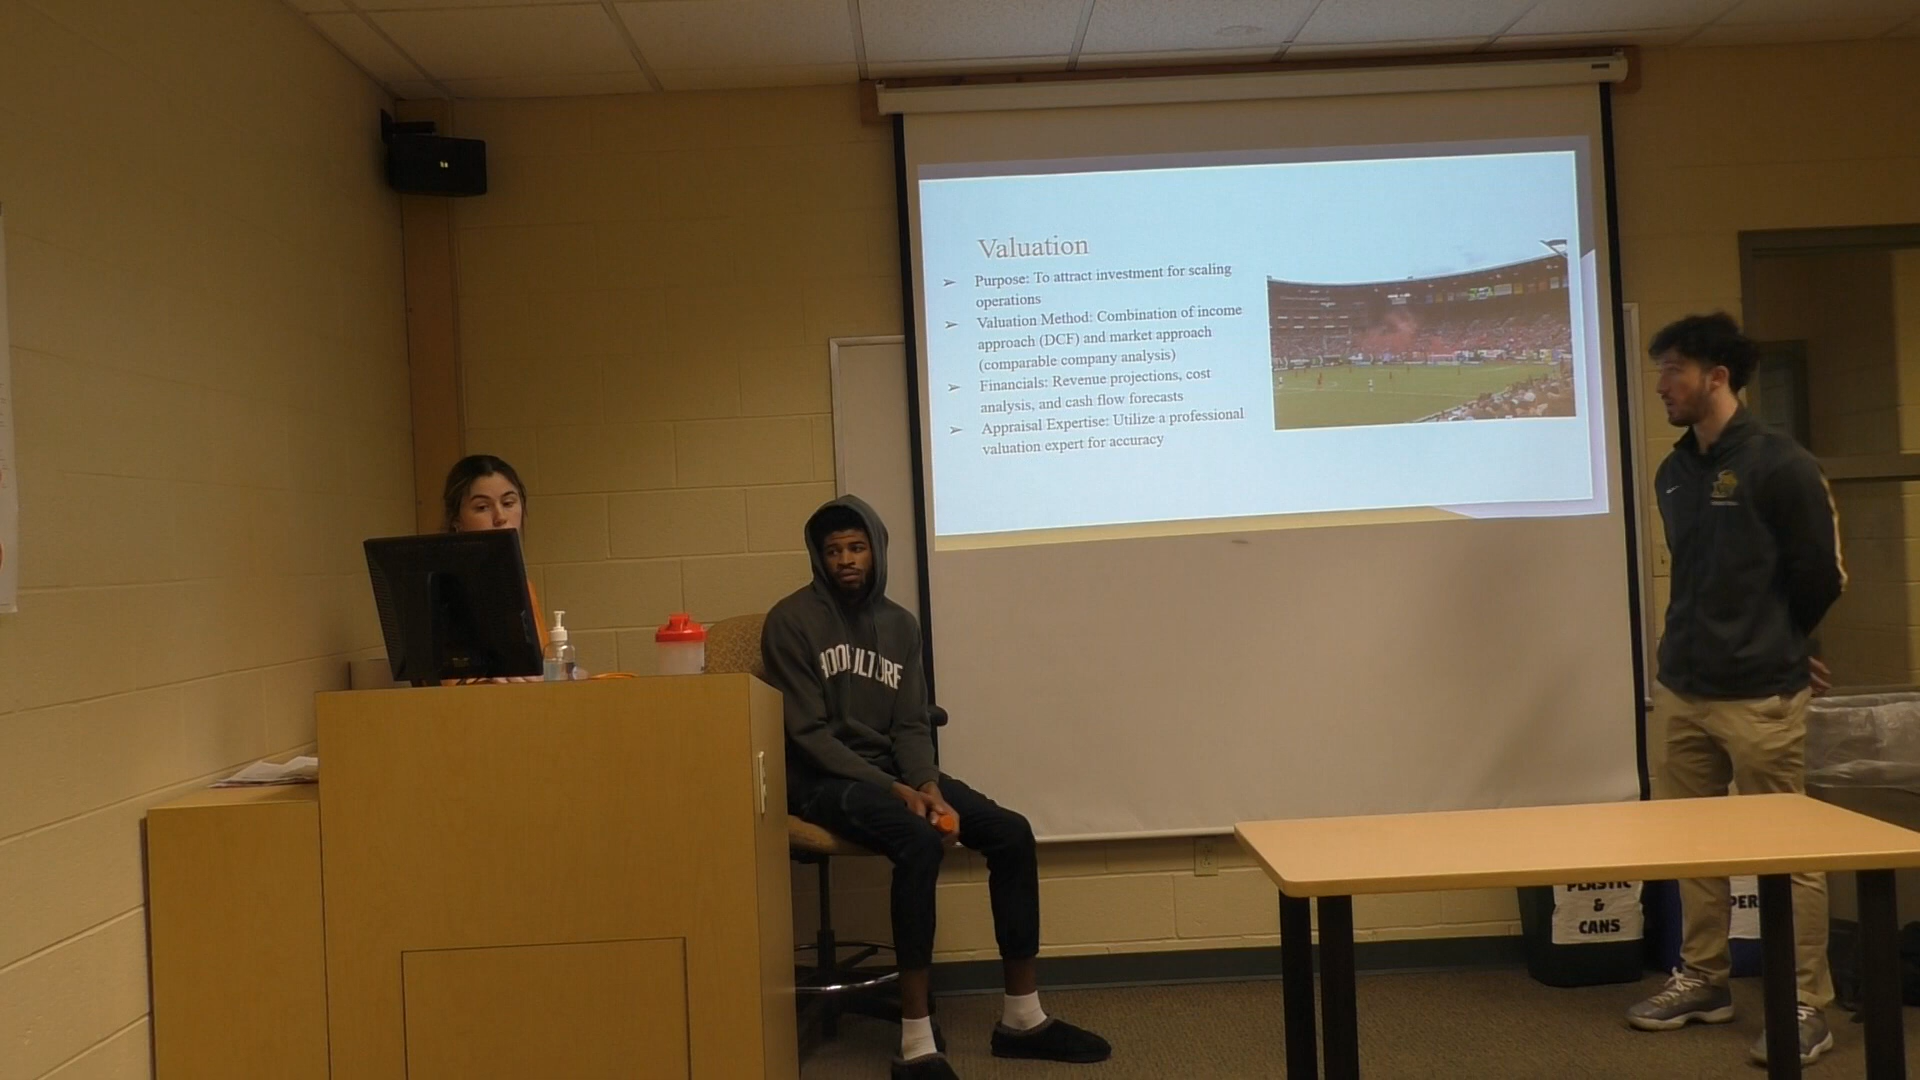 Valuation
➢ Purpose: To attract investment for scaling
operations
➢ Valuation Method: Combination of income
approach (DCF) and market approach
(comparable company analysis)
➢ Financials: Revenue projections, cost
analysis, and cash flow forecasts
➢ Appraisal Expertise: Utilize a professional
valuation expert for accuracy
PLASTIC
&
CANS